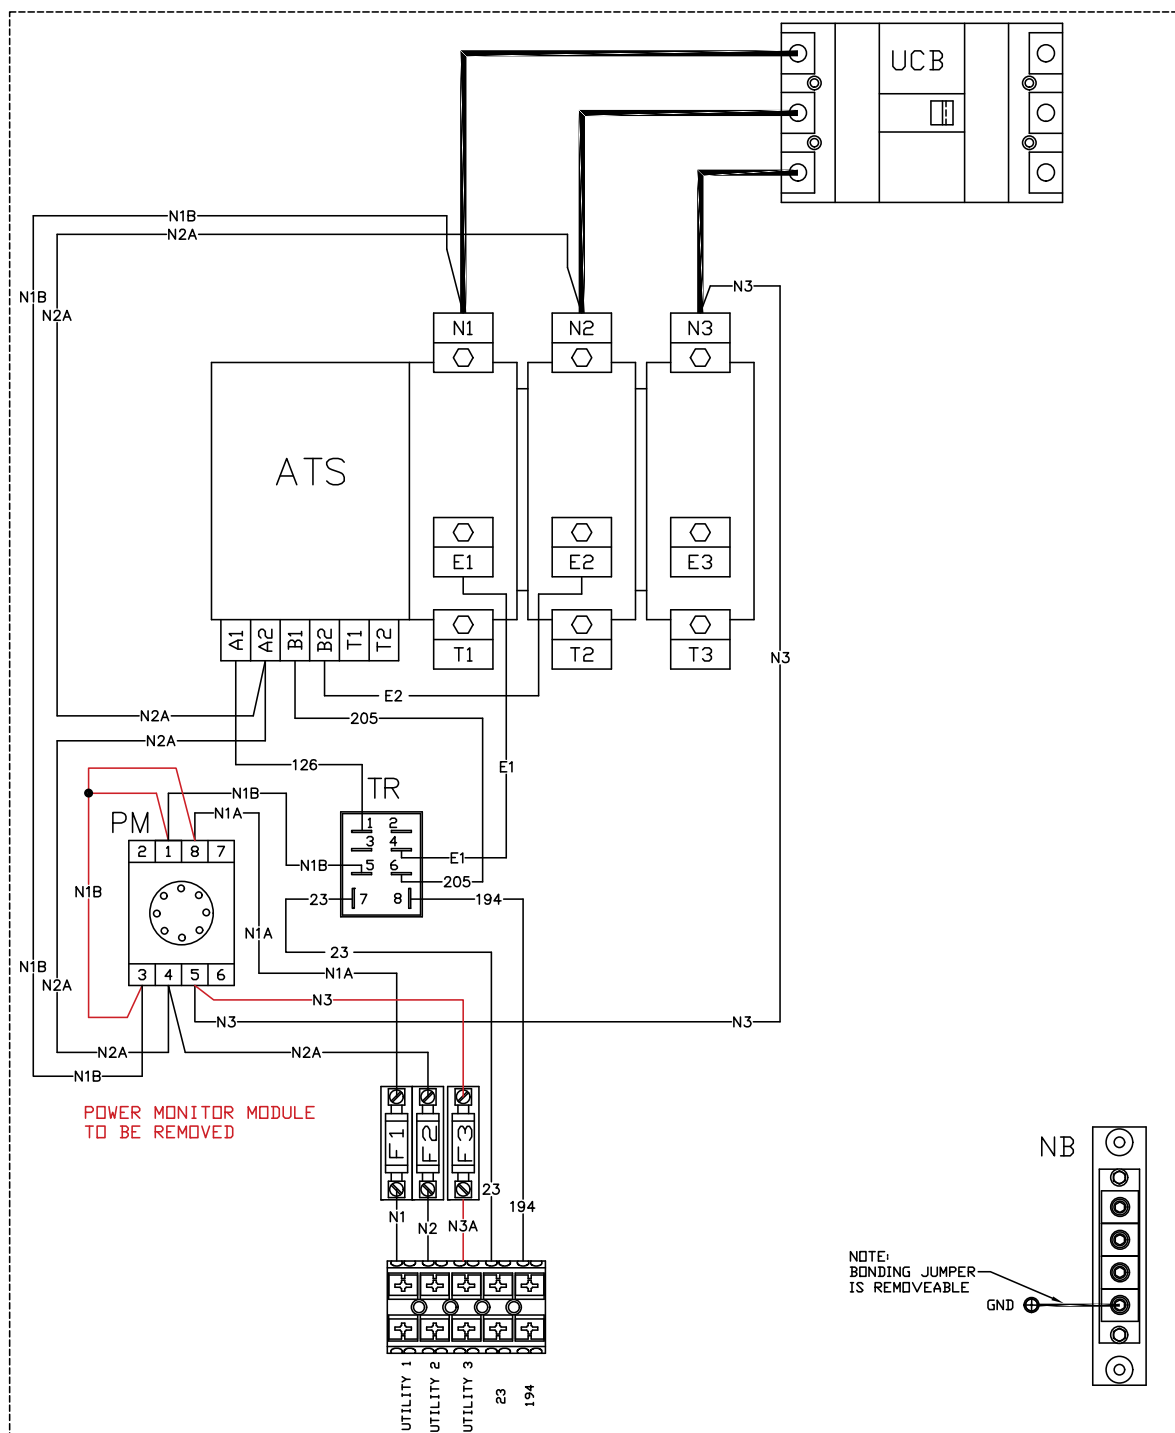 UCB
N1B
N2A
N1B
N2A
N3
N1
N2
N3
ATS
E1
E2
E3
A1
A2
B1
B2
T1
T2
T1
T2
T3
N3
E2
N2A
205
N2A
126
E1
TR
N1B
N1A
PM
1
2
3
4
E1
N1B
5
6
205
2
1
8
7
N1B
23
7
8
194
N1A
23
N1B
N2A
3
4
5
6
N1A
N3
N3
N3
N2A
N2A
N1B
POWER MONITOR MODULE
TO BE REMOVED
F1
F2
F3
NB
23
194
N1
N2
N3A
NOTE:
BONDING JUMPER
IS REMOVEABLE
GND
UTILITY 1
UTILITY 2
UTILITY 3
23
194